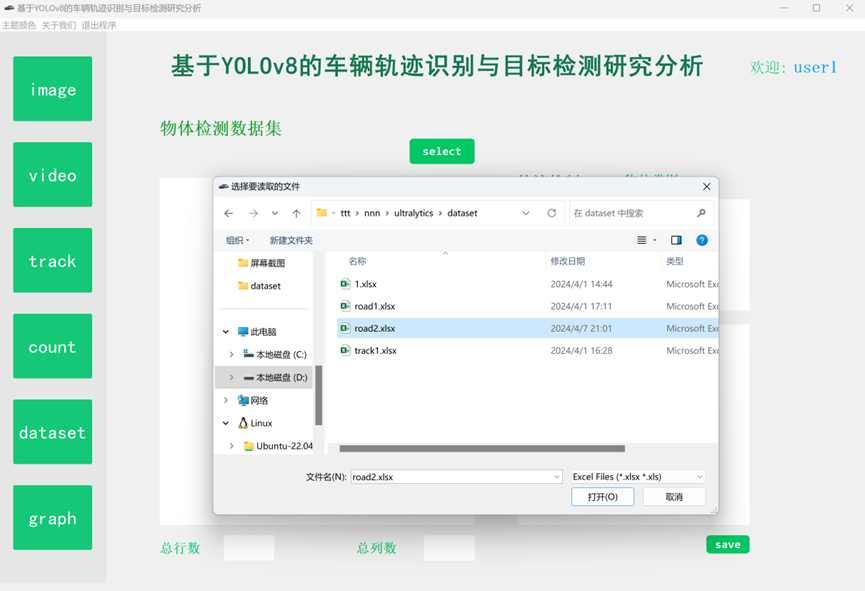 基于YOLOv8的车辆轨迹识别与目标检测研究分析
主题颜色 关于我们 退出程序
基于YOLOv8的车辆轨迹识别与目标检测研究分析
欢迎: user1
image
video
track
count
dataset
graph
物体检测数据集
select
选择要读取的文件
ttt › nnn › ultralytics › dataset
在 dataset 中搜索
组织 新建文件夹
屏幕截图
dataset
此电脑
本地磁盘 (C:)
本地磁盘 (D:)
网络
Linux
Ubuntu-22.04
名称 修改日期 类型
1.xlsx 2024/4/1 14:44 Microsoft Exc
road1.xlsx 2024/4/1 17:11 Microsoft Exc
road2.xlsx 2024/4/7 21:01 Microsoft Exc
track1.xlsx 2024/4/1 16:28 Microsoft Exc
文件名(N): road2.xlsx Excel Files (*.xlsx *.xls)
打开(O) 取消
总行数 总列数 save